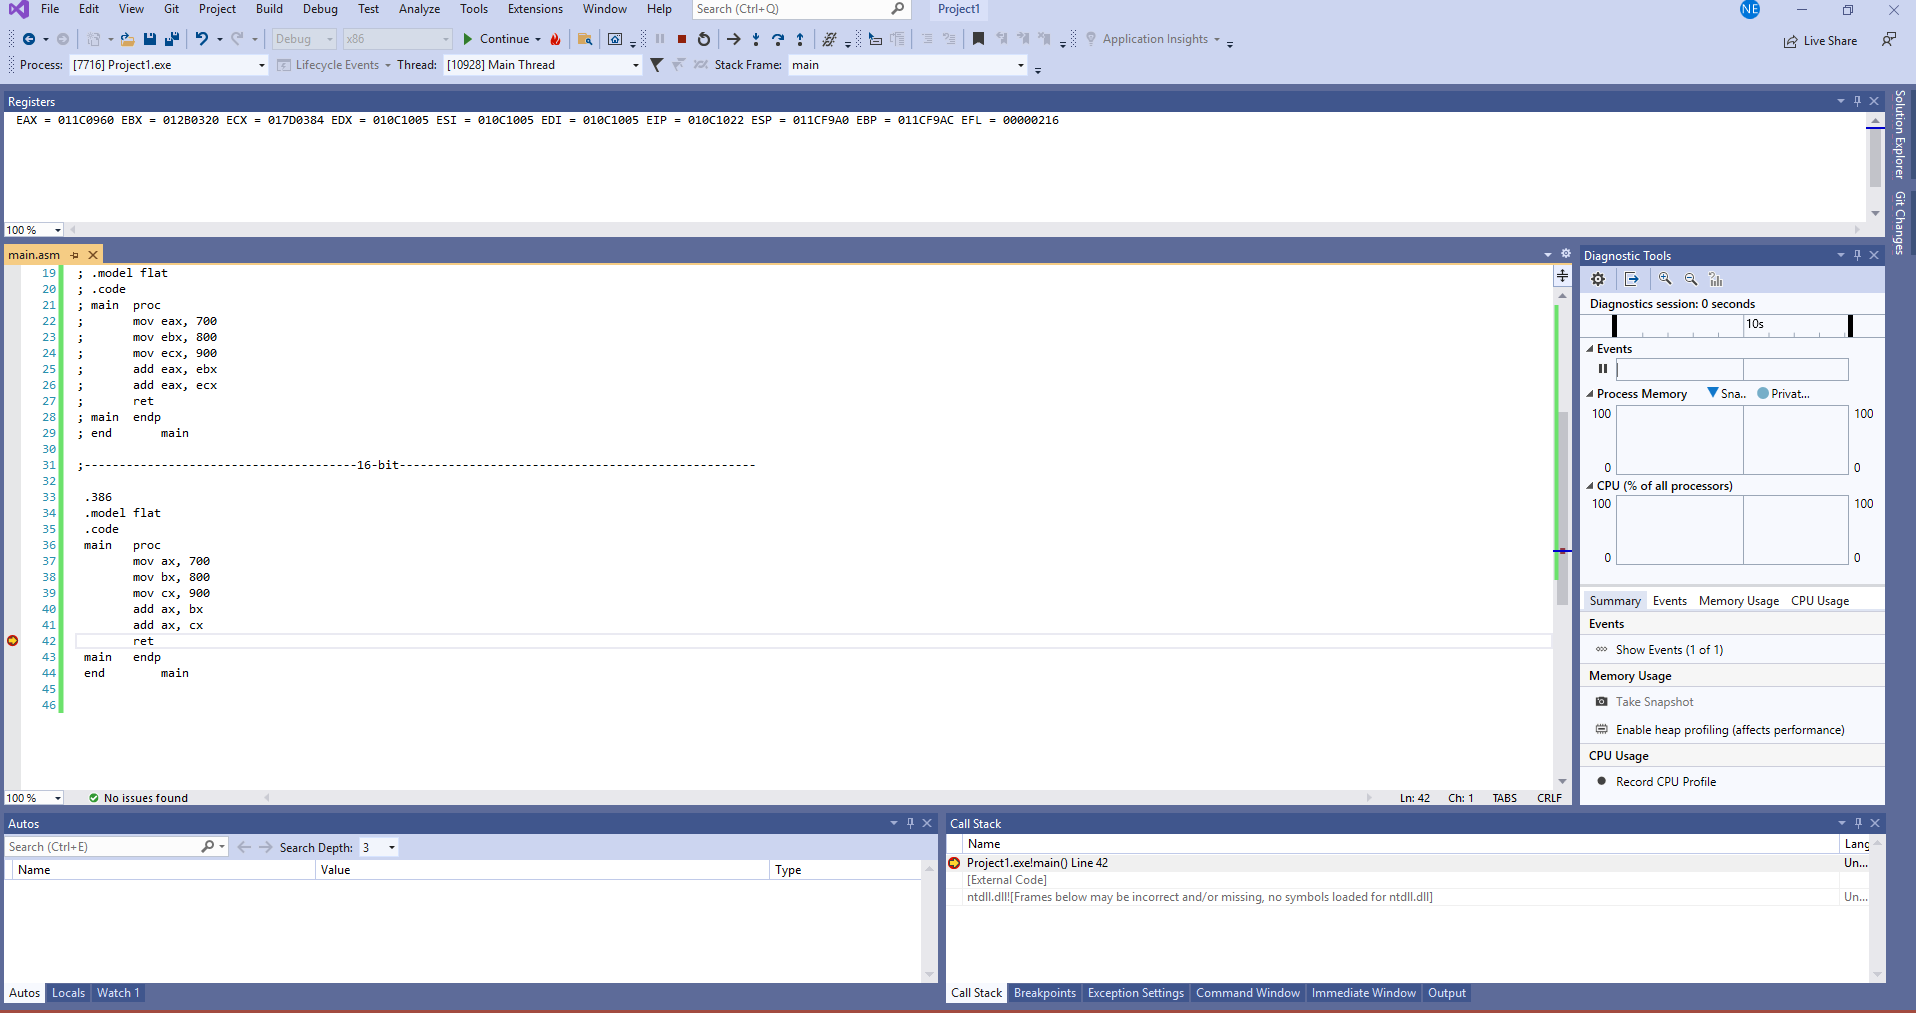 File Edit View Git Project Build Debug Test Analyze Tools Extensions Window Help Search (Ctrl+Q) Project1 NE
Debug x86 Continue Application Insights Live Share
Process: [7716] Project1.exe Lifecycle Events Thread: [10928] Main Thread Stack Frame: main
Registers
EAX = 011C0960 EBX = 012B0320 ECX = 017D0384 EDX = 010C1005 ESI = 010C1005 EDI = 010C1005 EIP = 010C1022 ESP = 011CF9A0 EBP = 011CF9AC EFL = 00000216
100 %
Solution Explorer
Git Changes
main.asm
19 ; .model flat
20 ; .code
21 ; main proc
22 ; mov eax, 700
23 ; mov ebx, 800
24 ; mov ecx, 900
25 ; add eax, ebx
26 ; add eax, ecx
27 ; ret
28 ; main endp
29 ; end main
30
31 ;---------------------------------------16-bit---------------------------------------------------
32
33 .386
34 .model flat
35 .code
36 main proc
37 mov ax, 700
38 mov bx, 800
39 mov cx, 900
40 add ax, bx
41 add ax, cx
42 ret
43 main endp
44 end main
45
46
100 % No issues found Ln: 42 Ch: 1 TABS CRLF
Diagnostic Tools
Diagnostics session: 0 seconds
10s
Events
Process Memory Sna.. Privat...
100 100
0 0
CPU (% of all processors)
100 100
0 0
Summary Events Memory Usage CPU Usage
Events
Show Events (1 of 1)
Memory Usage
Take Snapshot
Enable heap profiling (affects performance)
CPU Usage
Record CPU Profile
Autos
Search (Ctrl+E) Search Depth: 3
Name Value Type
Autos Locals Watch 1
Call Stack
Name Lang
Project1.exe!main() Line 42 Un...
[External Code]
ntdll.dll![Frames below may be incorrect and/or missing, no symbols loaded for ntdll.dll] Un...
Call Stack Breakpoints Exception Settings Command Window Immediate Window Output